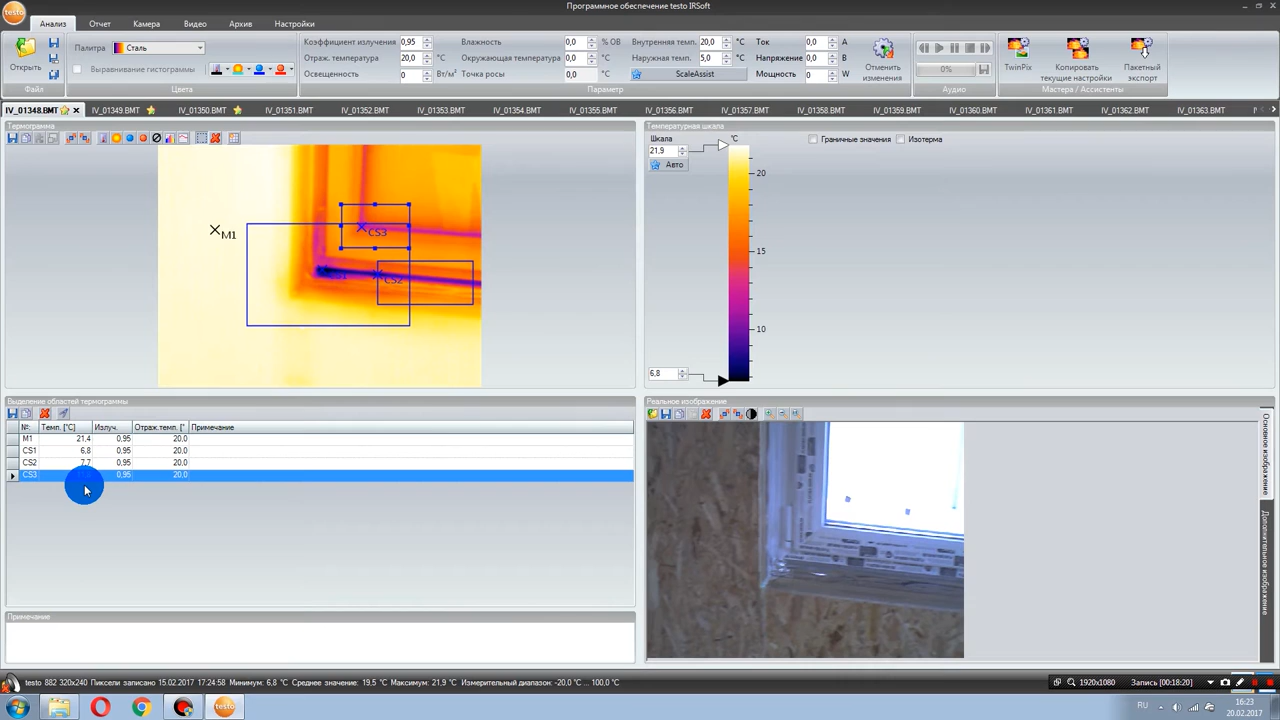 Программное обеспечение testo IRSoft
testo
Анализ Отчет Камера Видео Архив Настройки
Палитра Сталь
Выравнивание гистограммы
Открыть
Файл
Цвета
Коэффициент излучения 0,95
температура 20,0 °C
Освещенность 0 Вт/м²
Влажность 0,0 % ОВ
Окружающая температура 0,0 °C
Точка росы 0,0 °C
Внутренняя темп. 20,0 °C
Наружная темп. 5,0 °C
ScaleAssist
Параметр
Ток 0,0 A
Напряжение 0,0 В
Мощность 0 W
Отменить
изменения
0%
Аудио
TwinPix
Копировать
текущие настройки
Пакетный
экспорт
Мастера / Ассистенты
IV_01348.BMT IV_01349.BMT IV_01350.BMT IV_01351.BMT IV_01352.BMT IV_01353.BMT IV_01354.BMT IV_01355.BMT IV_01356.BMT IV_01357.BMT IV_01358.BMT IV_01359.BMT IV_01360.BMT IV_01361.BMT IV_01362.BMT IV_01363.BMT
Термограмма
M1
CS3
CS1
CS2
Температурная шкала
Шкала °C
21,9
Авто
Граничные значения Изотерма
20
15
10
6,8
Выделение областей термограммы
№: Темп. [°C] Излуч. Отраж.темп. [° Примечание
M1 21,4 0,95 20,0
CS1 6,8 0,95 20,0
CS2 7,7 0,95 20,0
CS3 0,95 20,0
Реальное изображение
Основное изображение
Дополнительное изображение
Примечание
testo 882 320x240 Пиксели записаны 15.02.2017 17:24:58 Минимум: 6,8 °C Среднее значение: 19,5 °C Максимум: 21,9 °C Измерительный диапазон: -20,0 °C ... 100,0 °C
1920x1080 Запись [00:18:20]
testo
RU
16:23
20.02.2017